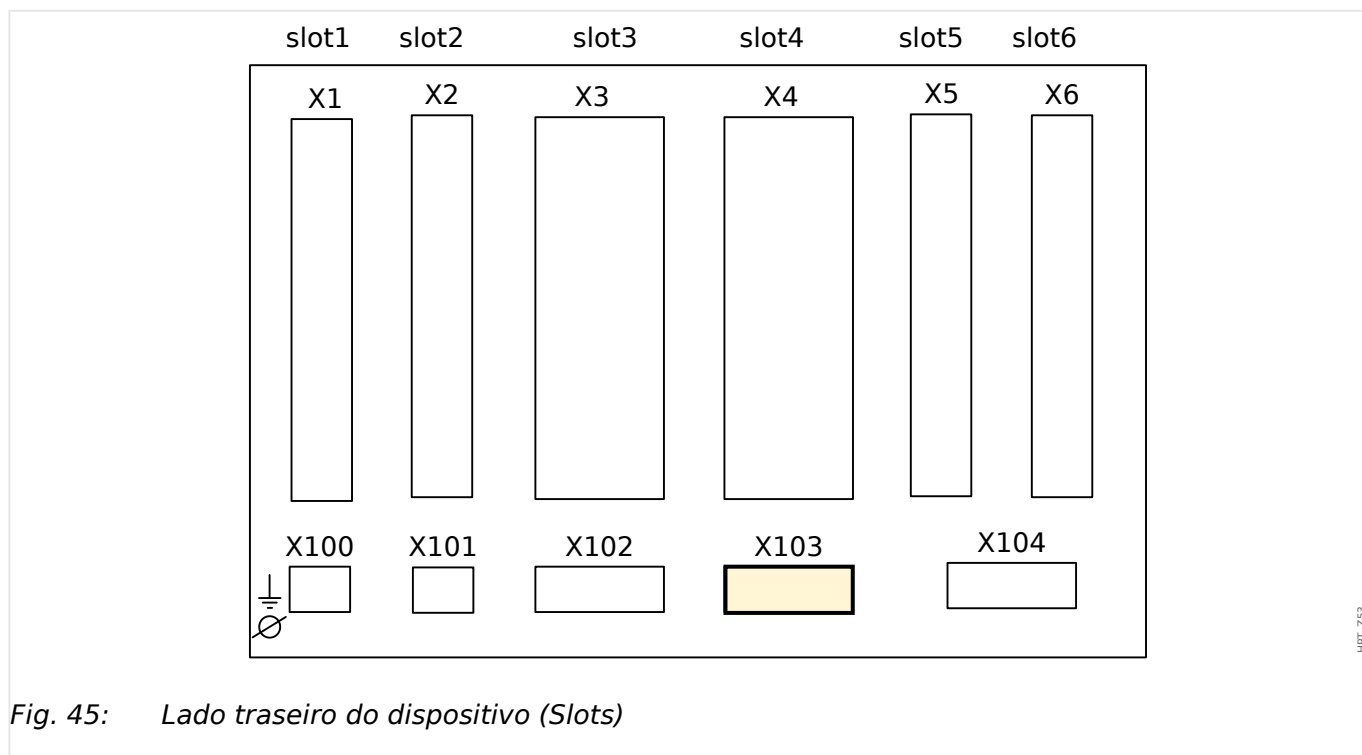 slot1 slot2 slot3 slot4 slot5 slot6
X1 X2 X3 X4 X5 X6
X100 X101 X102 X103 X104
Fig. 45: Lado traseiro do dispositivo (Slots)